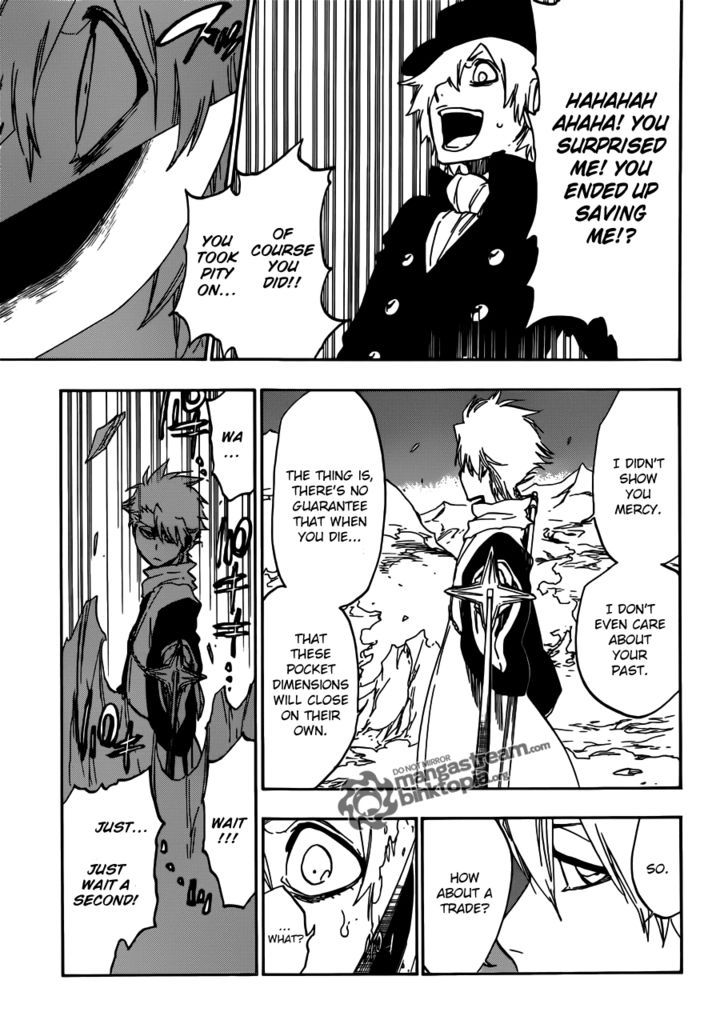 HAHAHAH
AHAHA! YOU
SURPRISED
ME! YOU
ENDED UP
SAVING
ME!?
OF
COURSE
YOU
DID!!
YOU
TOOK
PITY
ON...
I DIDN'T
SHOW
YOU
MERCY.
I DON'T
EVEN CARE
ABOUT
YOUR
PAST.
THE THING IS,
THERE'S NO
GUARANTEE
THAT WHEN
YOU DIE...
THAT
THESE
POCKET
DIMENSIONS
WILL CLOSE
ON THEIR
OWN.
DO NOT MIRROR
mangastream.com
binktopia.org
WA
...
WAIT
!!!
JUST...
JUST
WAIT A
SECOND!
SO.
HOW
ABOUT A
TRADE?
...
WHAT?